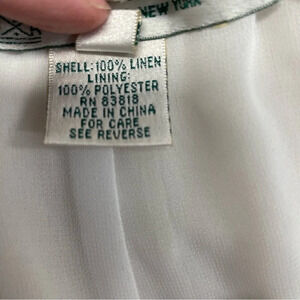 NEW YORK
SHELL: 100% LINEN
LINING:
100% POLYESTER
RN 83818
MADE IN CHINA
FOR CARE
SEE REVERSE